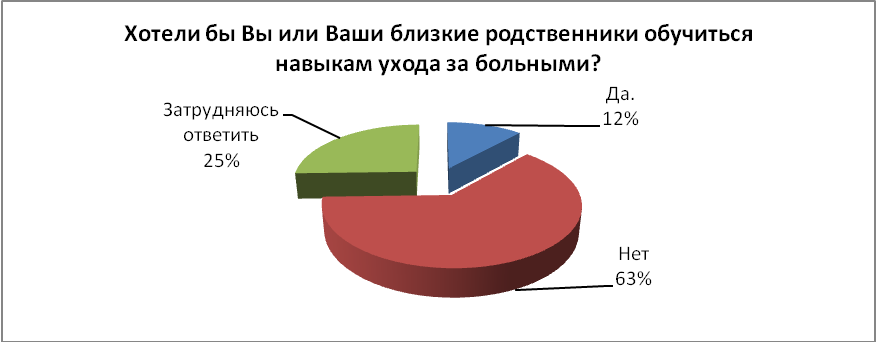 Хотели бы Вы или Ваши близкие родственники обучиться
навыкам ухода за больными?
Затрудняюсь
ответить
25%
Да.
12%
Нет
63%